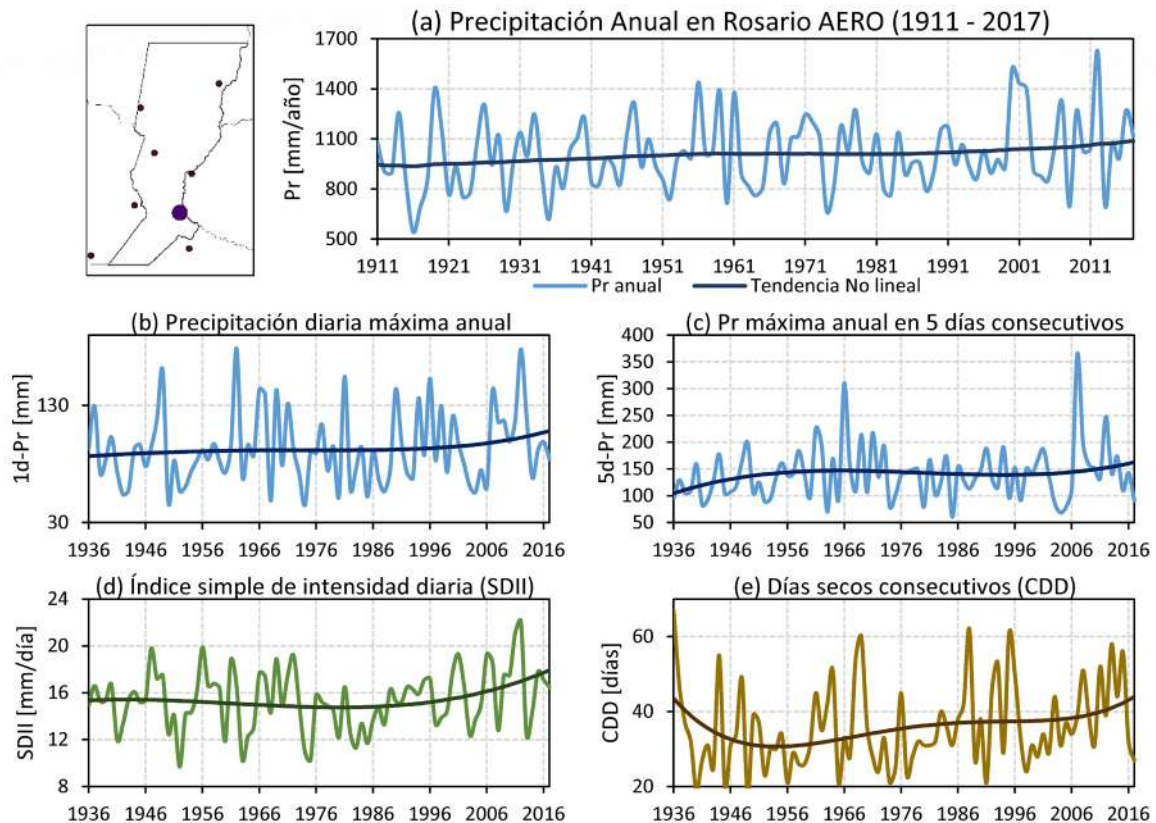 (a) Precipitación Anual en Rosario AERO (1911 - 2017)
Pr [mm/año]
1700
1400
1100
800
500
1911 1921 1931 1941 1951 1961 1971 1981 1991 2001 2011
Pr anual Tendencia No lineal
(b) Precipitación diaria máxima anual
1d-Pr [mm]
130
30
1936 1946 1956 1966 1976 1986 1996 2006 2016
(c) Pr máxima anual en 5 días consecutivos
5d-Pr [mm]
400
350
300
250
200
150
100
50
1936 1946 1956 1966 1976 1986 1996 2006 2016
(d) Índice simple de intensidad diaria (SDII)
SDII [mm/día]
24
20
16
12
8
1936 1946 1956 1966 1976 1986 1996 2006 2016
(e) Días secos consecutivos (CDD)
CDD [días]
60
40
20
1936 1946 1956 1966 1976 1986 1996 2006 2016